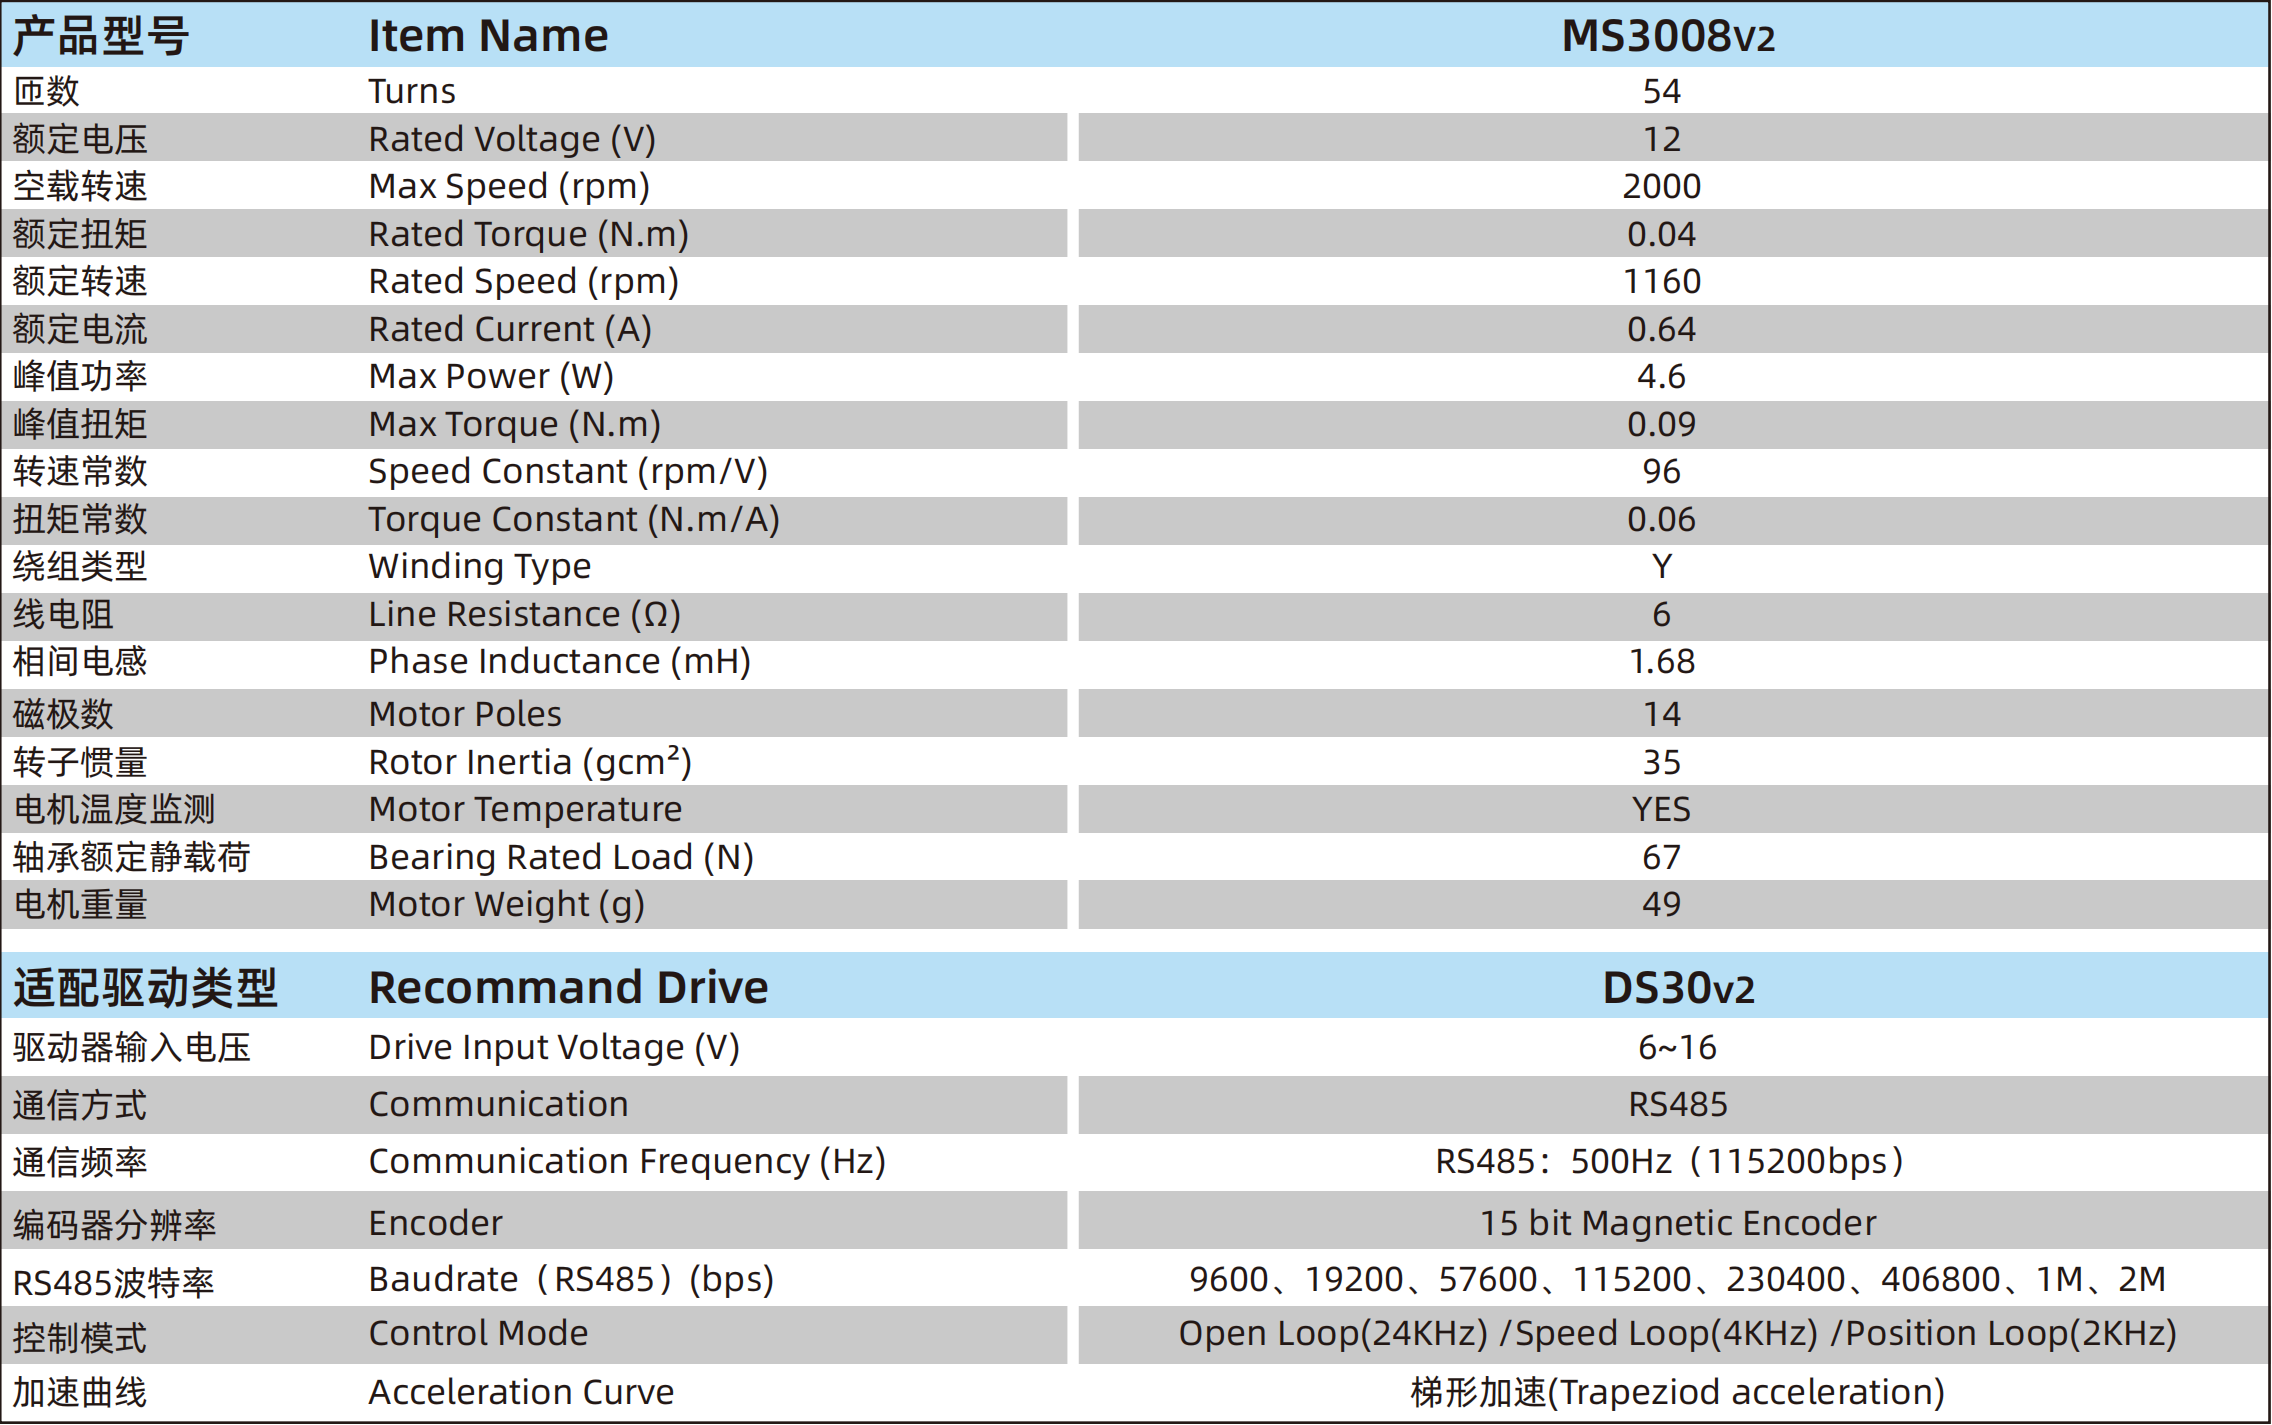 产品型号 Item Name MS3008V2
匝数 Turns 54
额定电压 Rated Voltage (V) 12
空载转速 Max Speed (rpm) 2000
额定扭矩 Rated Torque (N.m) 0.04
额定转速 Rated Speed (rpm) 1160
额定电流 Rated Current (A) 0.64
峰值功率 Max Power (W) 4.6
峰值扭矩 Max Torque (N.m) 0.09
转速常数 Speed Constant (rpm/V) 96
扭矩常数 Torque Constant (N.m/A) 0.06
绕组类型 Winding Type Y
线电阻 Line Resistance (Ω) 6
相间电感 Phase Inductance (mH) 1.68
磁极数 Motor Poles 14
转子惯量 Rotor Inertia (gcm²) 35
电机温度监测 Motor Temperature YES
轴承额定静载荷 Bearing Rated Load (N) 67
电机重量 Motor Weight (g) 49
适配驱动类型 Recommand Drive DS30V2
驱动器输入电压 Drive Input Voltage (V) 6~16
通信方式 Communication RS485
通信频率 Communication Frequency (Hz) RS485：500Hz（115200bps）
编码器分辨率 Encoder 15 bit Magnetic Encoder
RS485波特率 Baudrate（RS485）(bps) 9600、19200、57600、115200、230400、406800、1M、2M
控制模式 Control Mode Open Loop(24KHz) /Speed Loop(4KHz) /Position Loop(2KHz)
加速曲线 Acceleration Curve 梯形加速(Trapeziod acceleration)